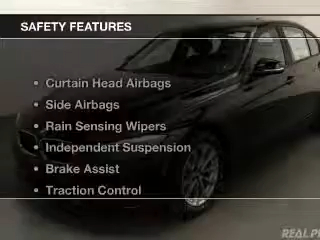 SAFETY FEATURES
• Curtain Head Airbags
• Side Airbags
• Rain Sensing Wipers
• Independent Suspension
• Brake Assist
• Traction Control